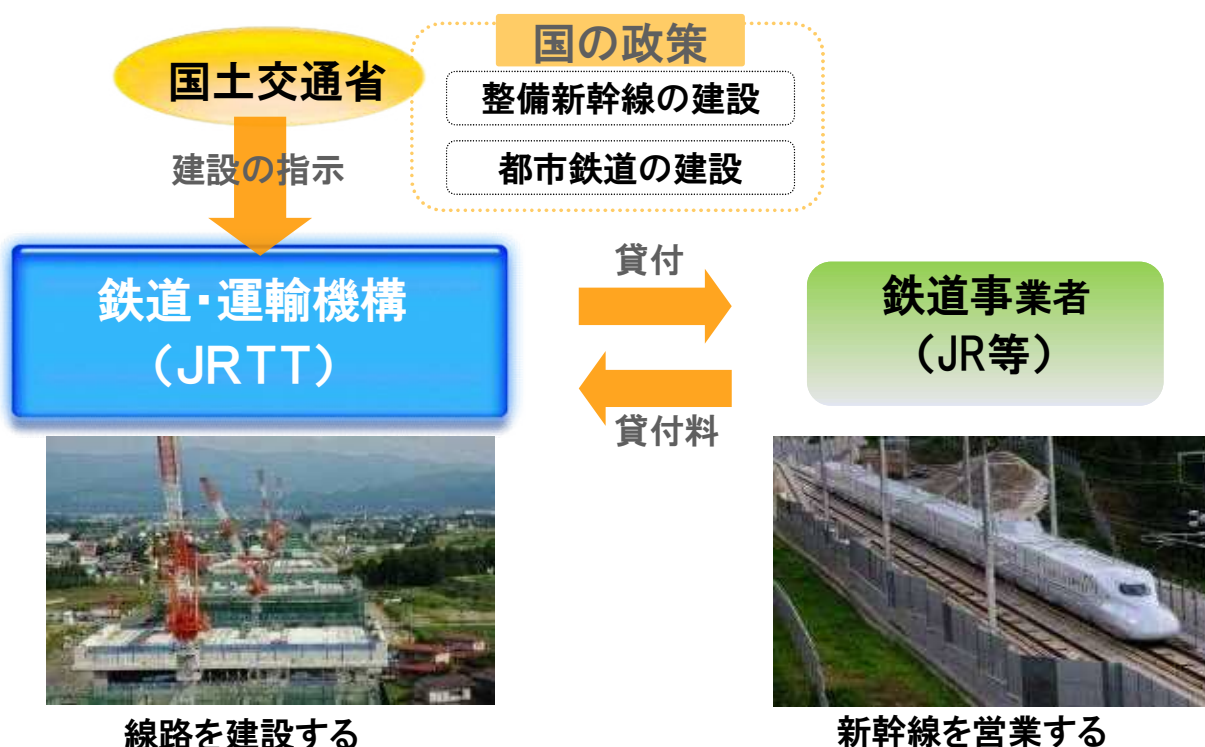 国土交通省
国の政策
整備新幹線の建設
都市鉄道の建設
建設の指示
鉄道・運輸機構
(JRTT)
貸付
貸付料
鉄道事業者
(JR等)
線路を建設する
新幹線を営業する